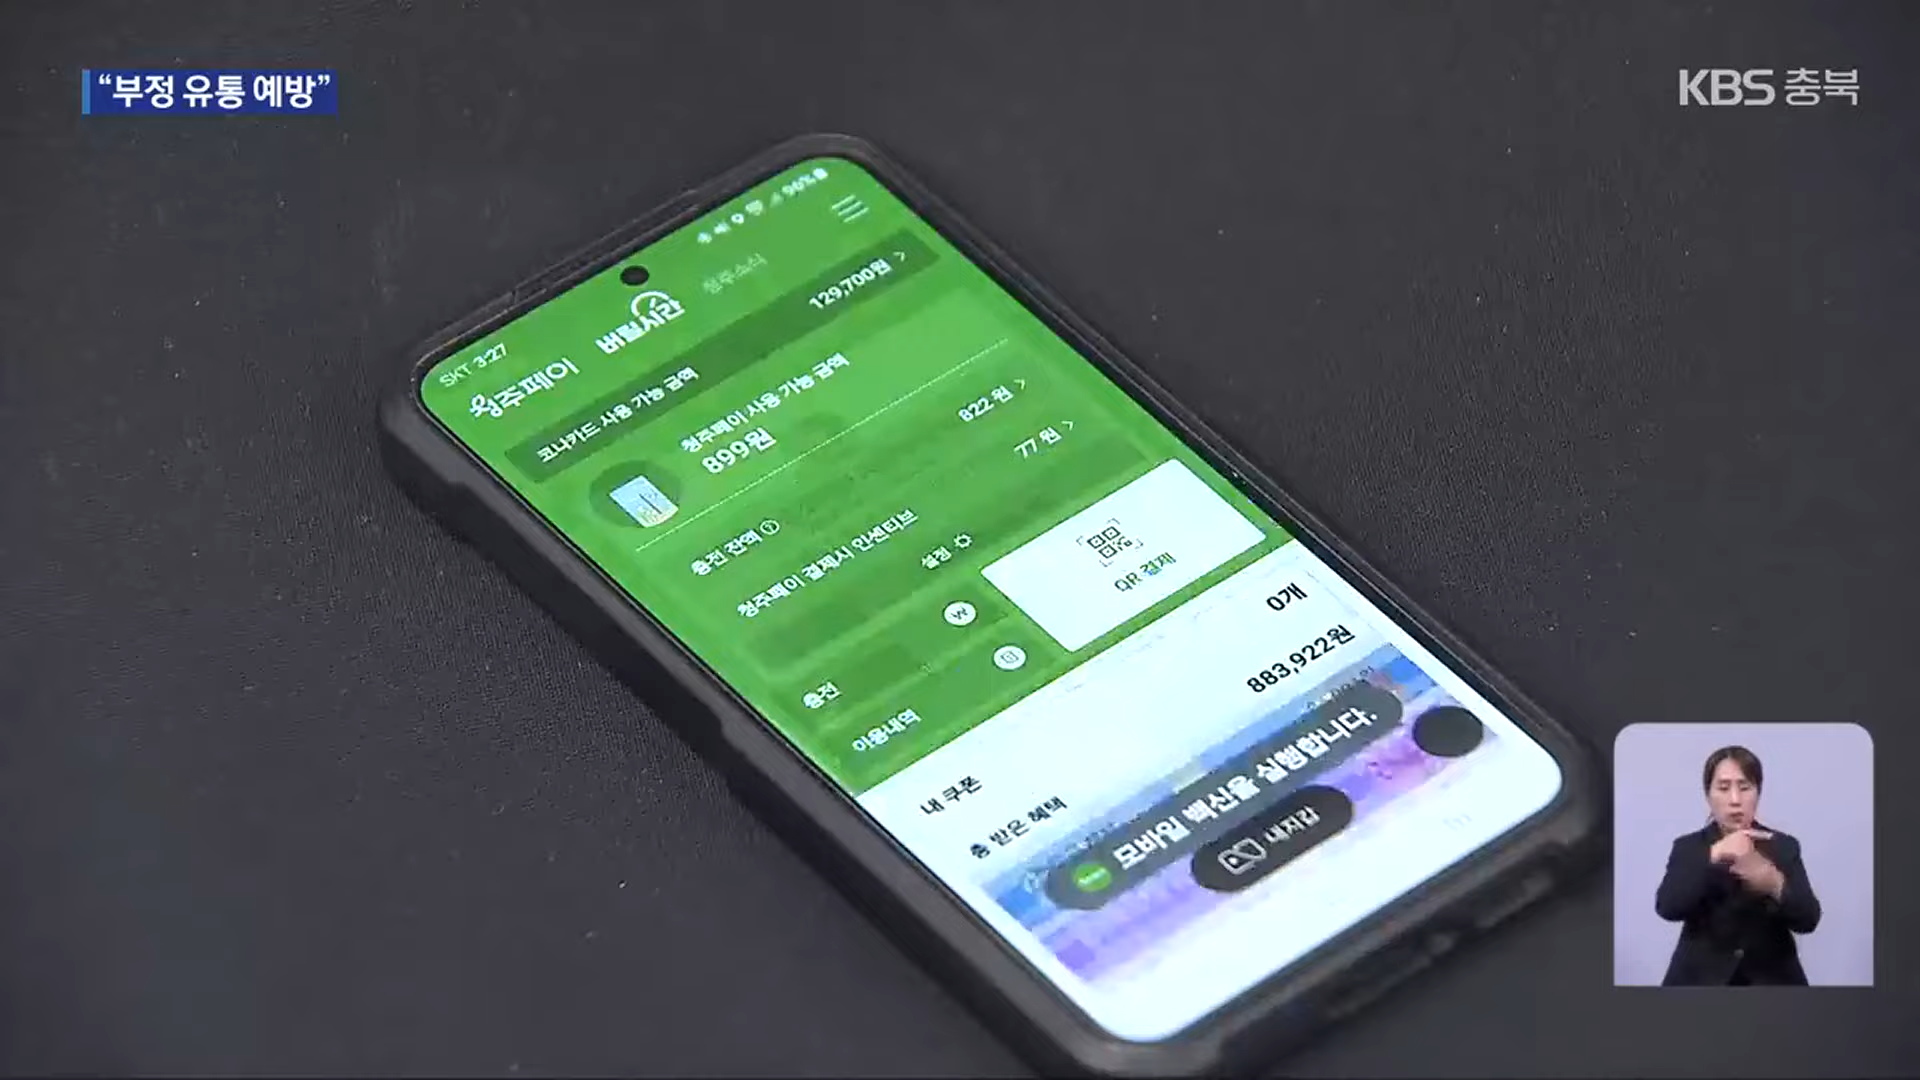 “부정 유통 예방”
KBS 충북
SKT 3:27
96%
청주페이
버릴시간
청주소식
코나카드 사용 가능 금액
129,700원
청주페이 사용 가능 금액
899원
충전 잔액
822 원
청주페이 결제시 인센티브
77 원
설정
QR 결제
충전
이용내역
내 쿠폰
0개
총 받은 혜택
883,922원
모바일 백신을 실행합니다.
내지갑